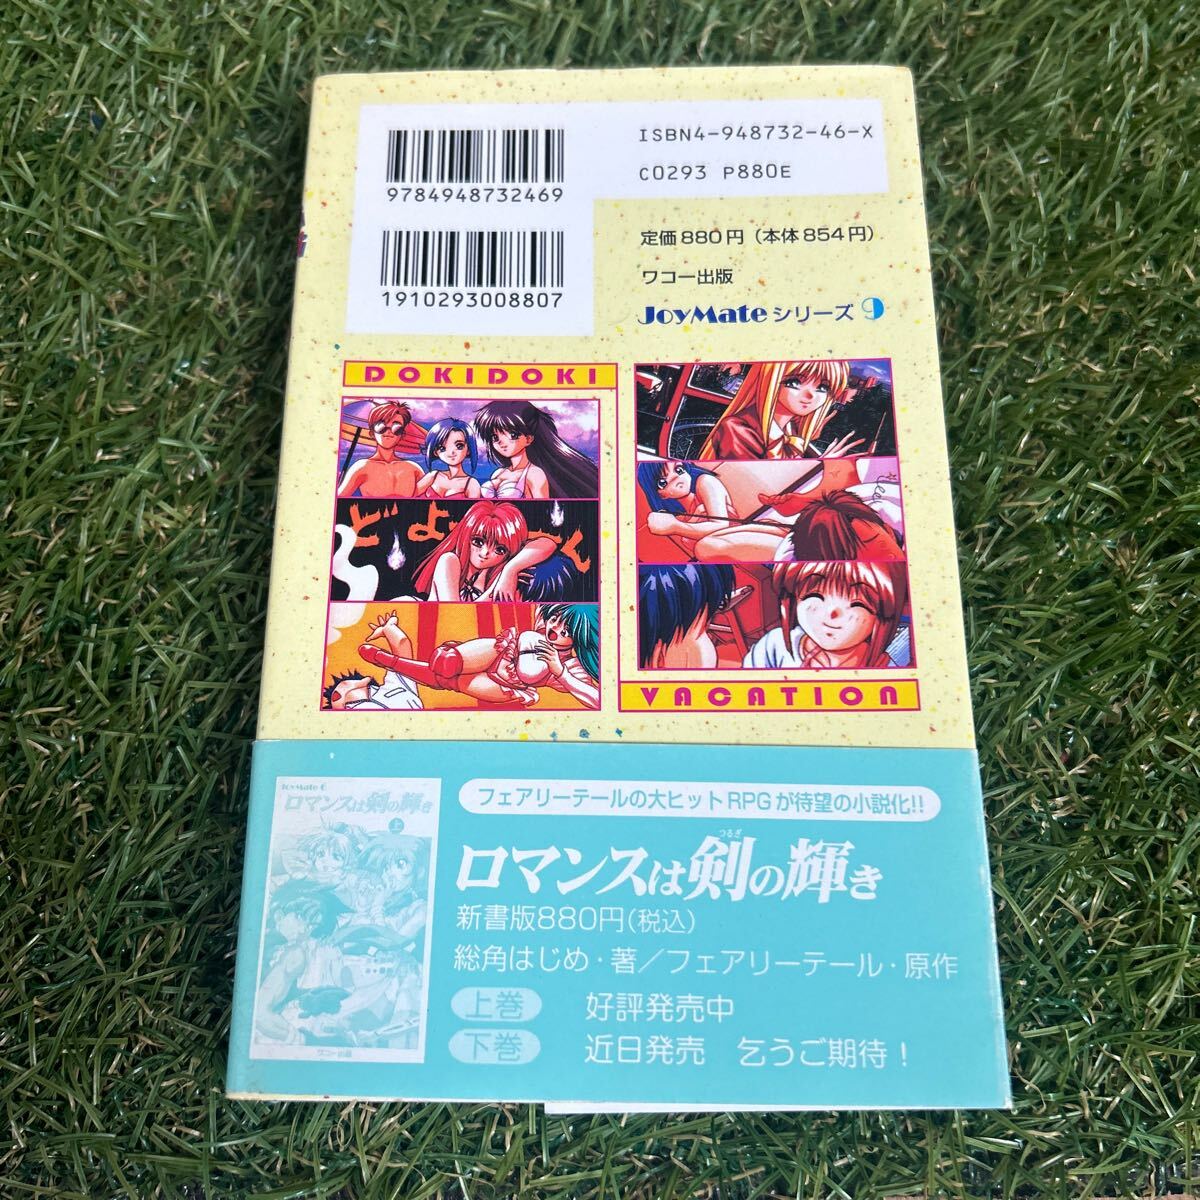 ISBN4-948732-46-X
C0293 P880E
9784948732469
1910293008807
定価880円(本体854円)
ワコー出版
JoyMateシリーズ9
DOKIDOKI
VACATION
JoyMate 6
ロマンスは剣の輝き
上
ワコー出版
フェアリーテールの大ヒットRPGが待望の小説化!!
つるぎ
ロマンスは剣の輝き
新書版880円(税込)
総角はじめ・著／フェアリーテール・原作
上巻 好評発売中
下巻 近日発売 乞うご期待！